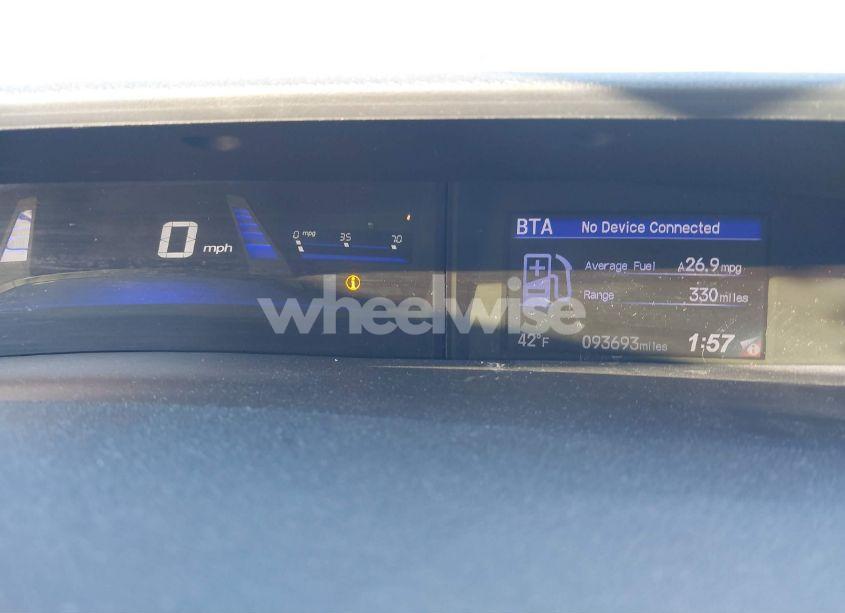 0 mph
0 mpg 35 70
BTA No Device Connected
Average Fuel A26.9mpg
Range 330miles
wheelwise
42°F 093693miles 1:57